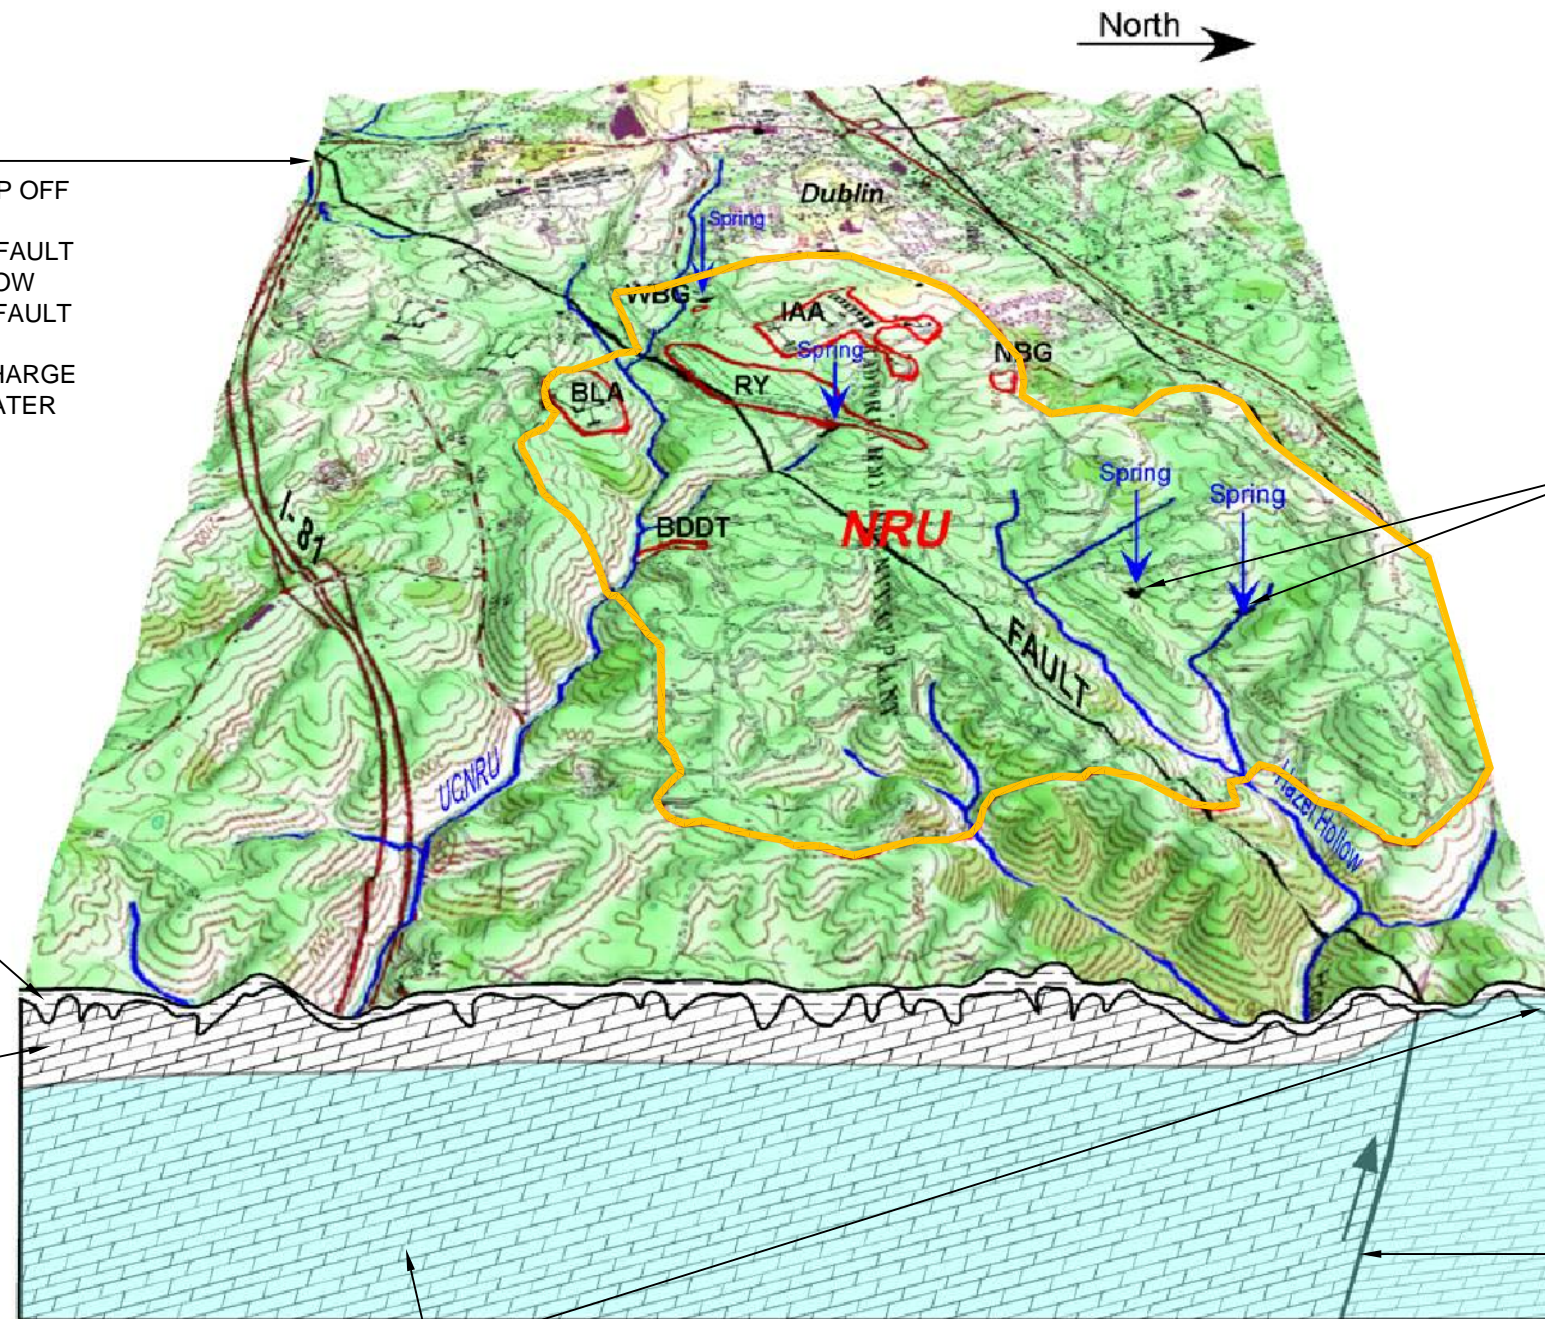 North
P OFF
FAULT
OW
FAULT
HARGE
ATER
Dublin
Spring
WBG
IAA
Spring
NBG
BLA
RY
Spring
Spring
I-81
BDDT
NRU
FAULT
UGNRU
Hazel Hollow